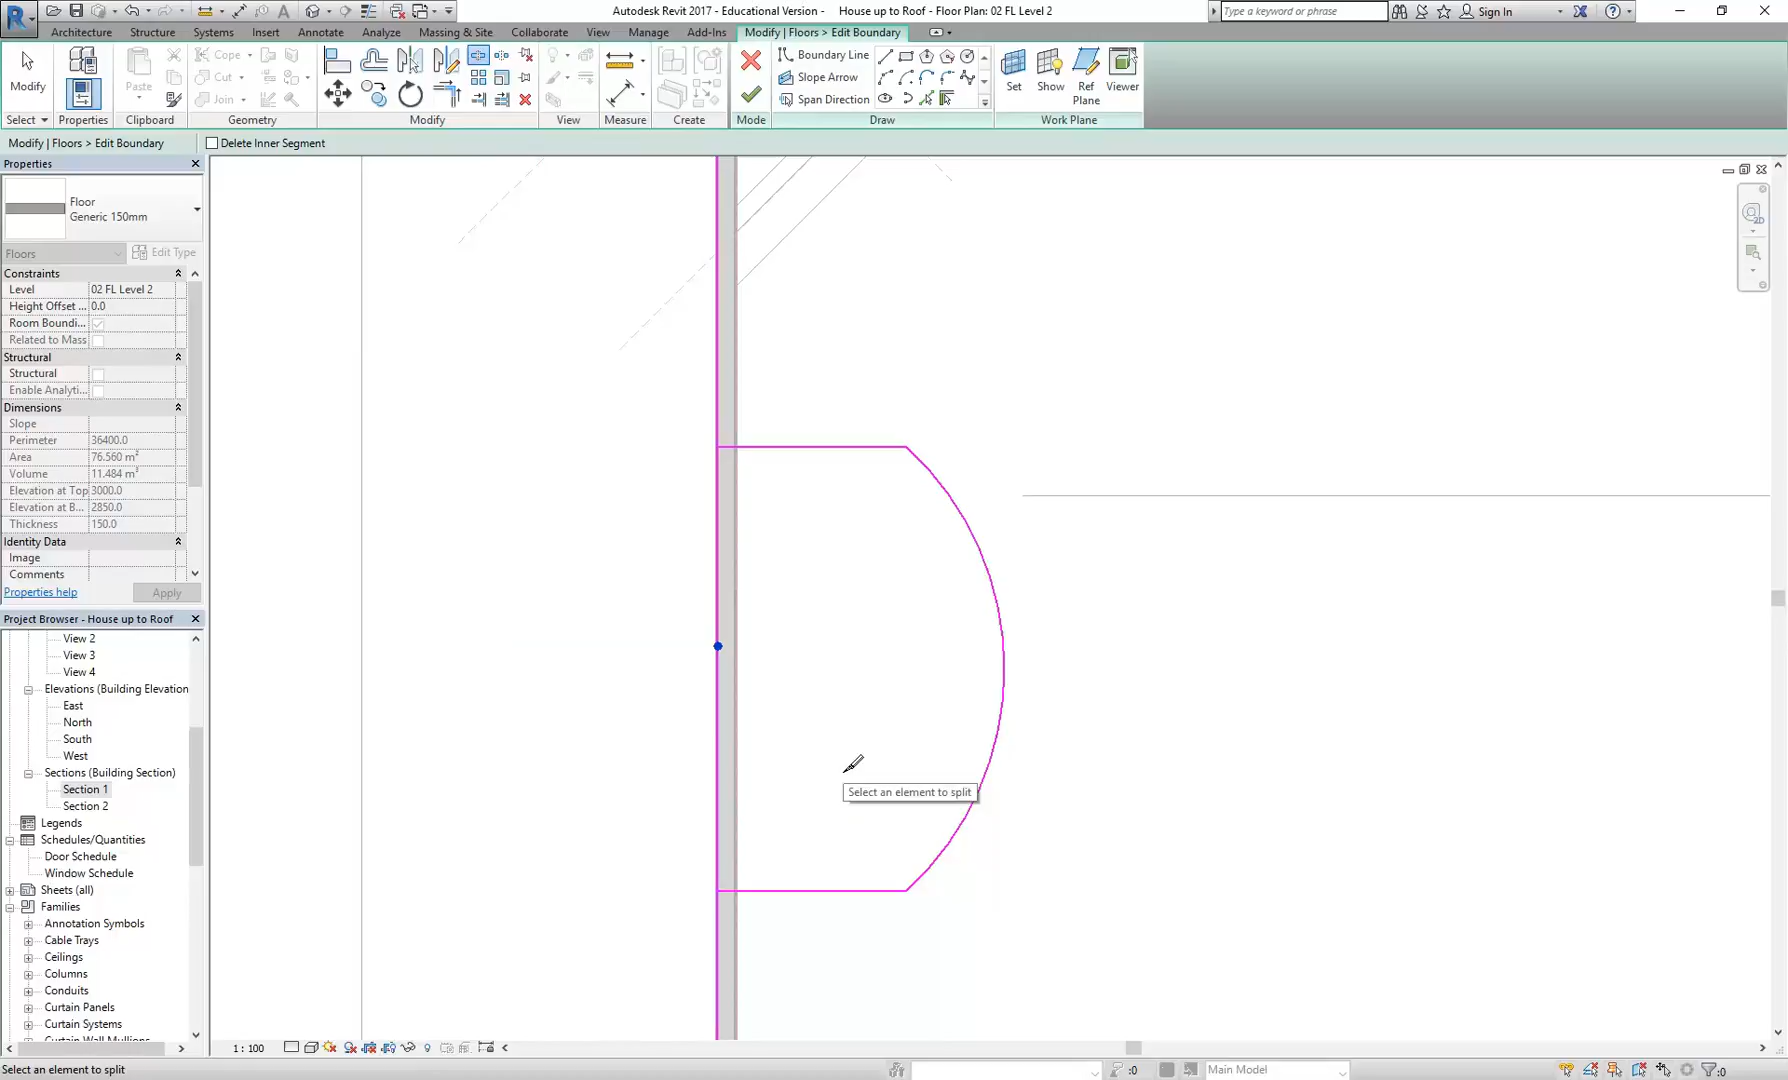 Autodesk Revit 2017 - Educational Version - House up to Roof - Floor Plan: 02 FL Level 2
Type a keyword or phrase
Sign In
Architecture Structure Systems Insert Annotate Analyze Massing & Site Collaborate View Manage Add-Ins Modify | Floors > Edit Boundary
Modify
Paste
Cope
Cut
Join
Boundary Line
Slope Arrow
Span Direction
Set
Show
Ref Plane
Viewer
Select Properties Clipboard Geometry Modify View Measure Create Mode Draw Work Plane
Modify | Floors > Edit Boundary
Delete Inner Segment
Properties
Floor
Generic 150mm
Floors
Edit Type
Constraints
Level 02 FL Level 2
Height Offset ... 0.0
Room Boundi...
Related to Mass
Structural
Structural
Enable Analyti...
Dimensions
Slope
Perimeter 36400.0
Area 76.560 m²
Volume 11.484 m³
Elevation at Top 3000.0
Elevation at B... 2850.0
Thickness 150.0
Identity Data
Image
Comments
Properties help
Apply
Project Browser - House up to Roof
View 2
View 3
View 4
Elevations (Building Elevation
East
North
South
West
Sections (Building Section)
Section 1
Section 2
Legends
Schedules/Quantities
Door Schedule
Window Schedule
Sheets (all)
Families
Annotation Symbols
Cable Trays
Ceilings
Columns
Conduits
Curtain Panels
Curtain Systems
Curtain Wall Mullions
Select an element to split
1 : 100
Select an element to split
:0
Main Model
:0